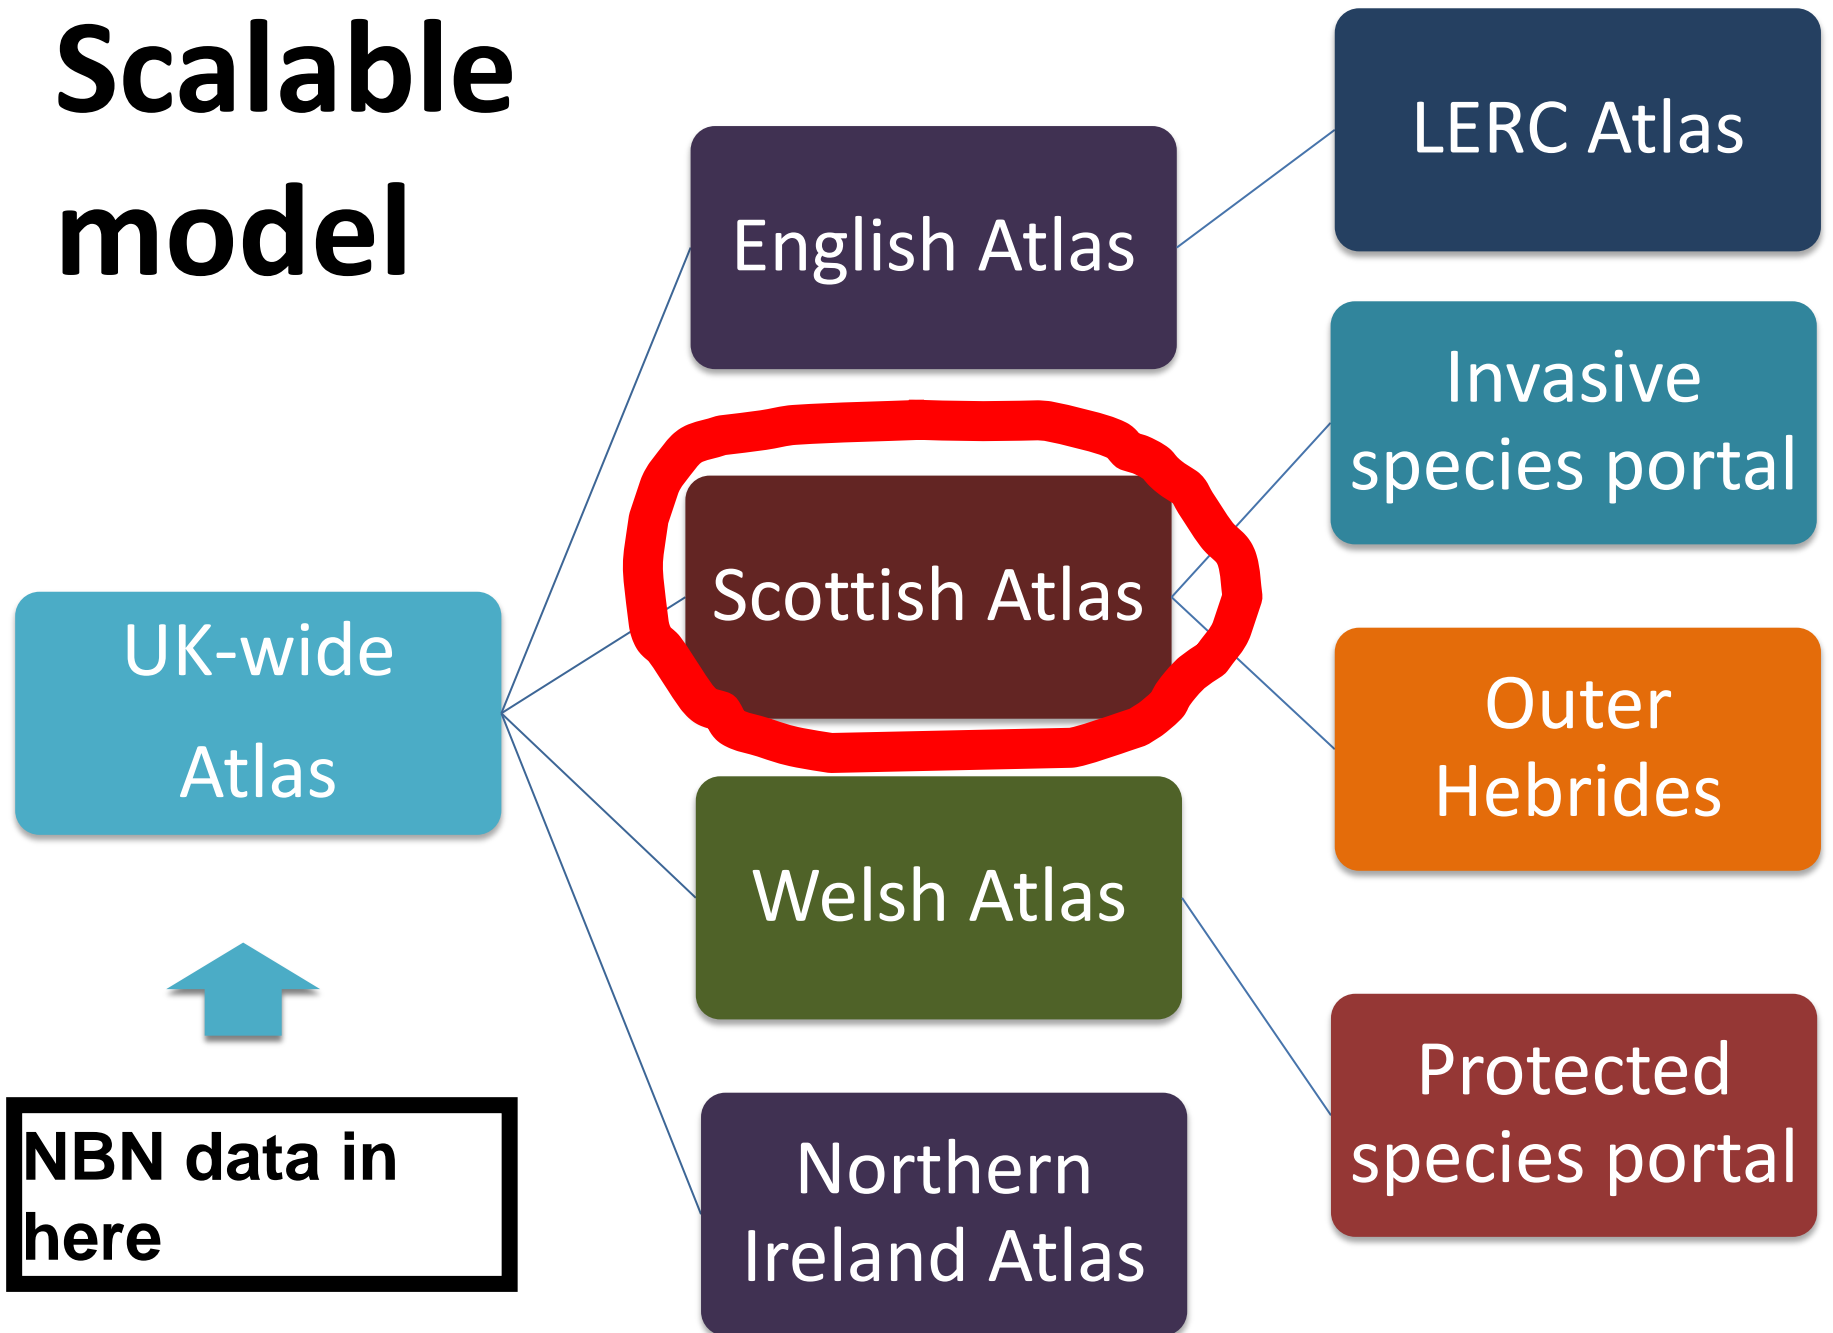 Scalable
model
UK-wide
Atlas
NBN data in
here
English Atlas
Scottish Atlas
Welsh Atlas
Northern
Ireland Atlas
LERC Atlas
Invasive
species portal
Outer
Hebrides
Protected
species portal